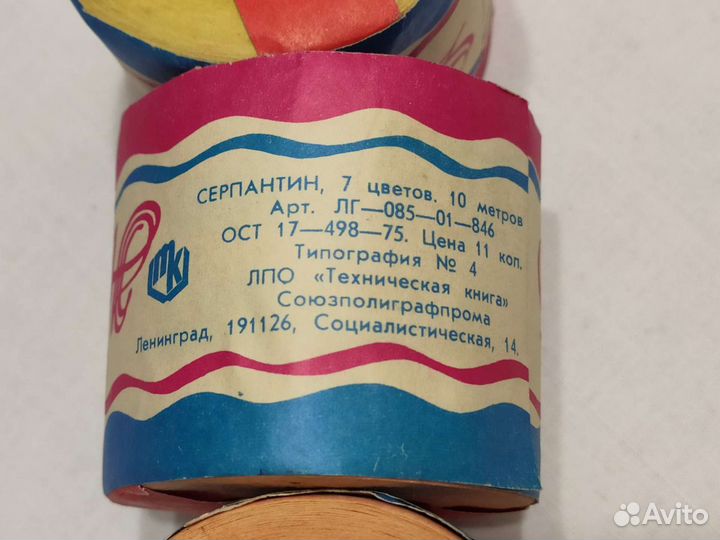 СЕРПАНТИН, 7 цветов. 10 метров
Арт. ЛГ—085—01—846
ОСТ 17—498—75. Цена 11 коп.
Типография № 4
ЛПО «Техническая книга»
Союзполиграфпрома
Ленинград, 191126, Социалистическая, 14.
ТК
Avito